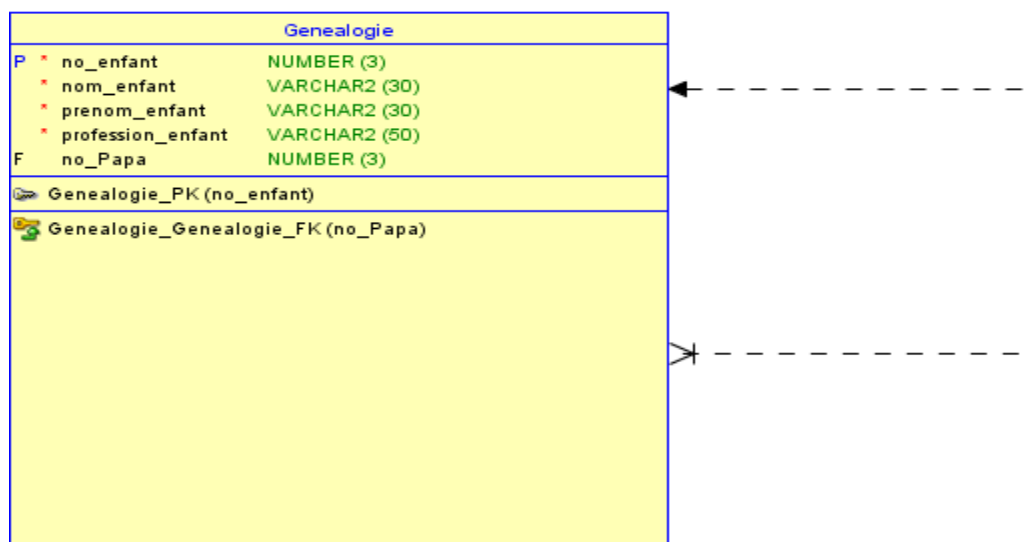 Genealogie
P * no_enfant NUMBER (3)
* nom_enfant VARCHAR2 (30)
* prenom_enfant VARCHAR2 (30)
* profession_enfant VARCHAR2 (50)
F no_Papa NUMBER (3)
Genealogie_PK (no_enfant)
Genealogie_Genealogie_FK (no_Papa)